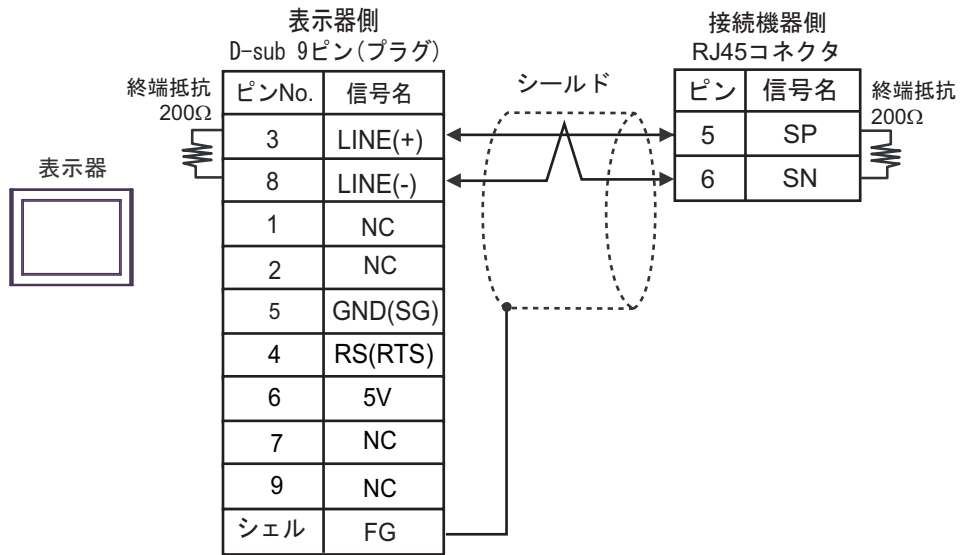 表示器側
D-sub 9ピン(プラグ)
接続機器側
RJ45コネクタ
終端抵抗
200Ω
ピンNo. 信号名
シールド
ピン 信号名
終端抵抗
200Ω
3 LINE(+)
5 SP
8 LINE(-)
6 SN
表示器
1 NC
2 NC
5 GND(SG)
4 RS(RTS)
6 5V
7 NC
9 NC
シェル FG